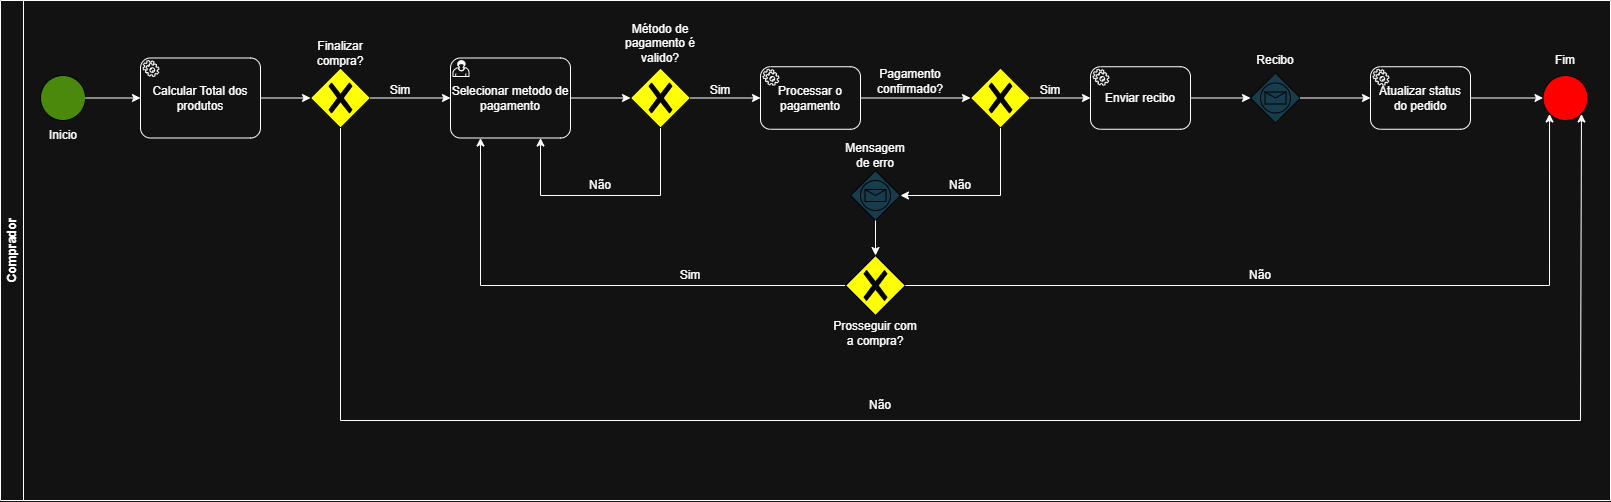 Comprador
Inicio
Calcular Total dos
produtos
Finalizar
compra?
Sim
Selecionar metodo de
pagamento
Método de
pagamento é
valido?
Sim
Não
Processar o
pagamento
Pagamento
confirmado?
Sim
Não
Mensagem
de erro
Enviar recibo
Recibo
Atualizar status
do pedido
Fim
Sim
Não
Prosseguir com
a compra?
Não